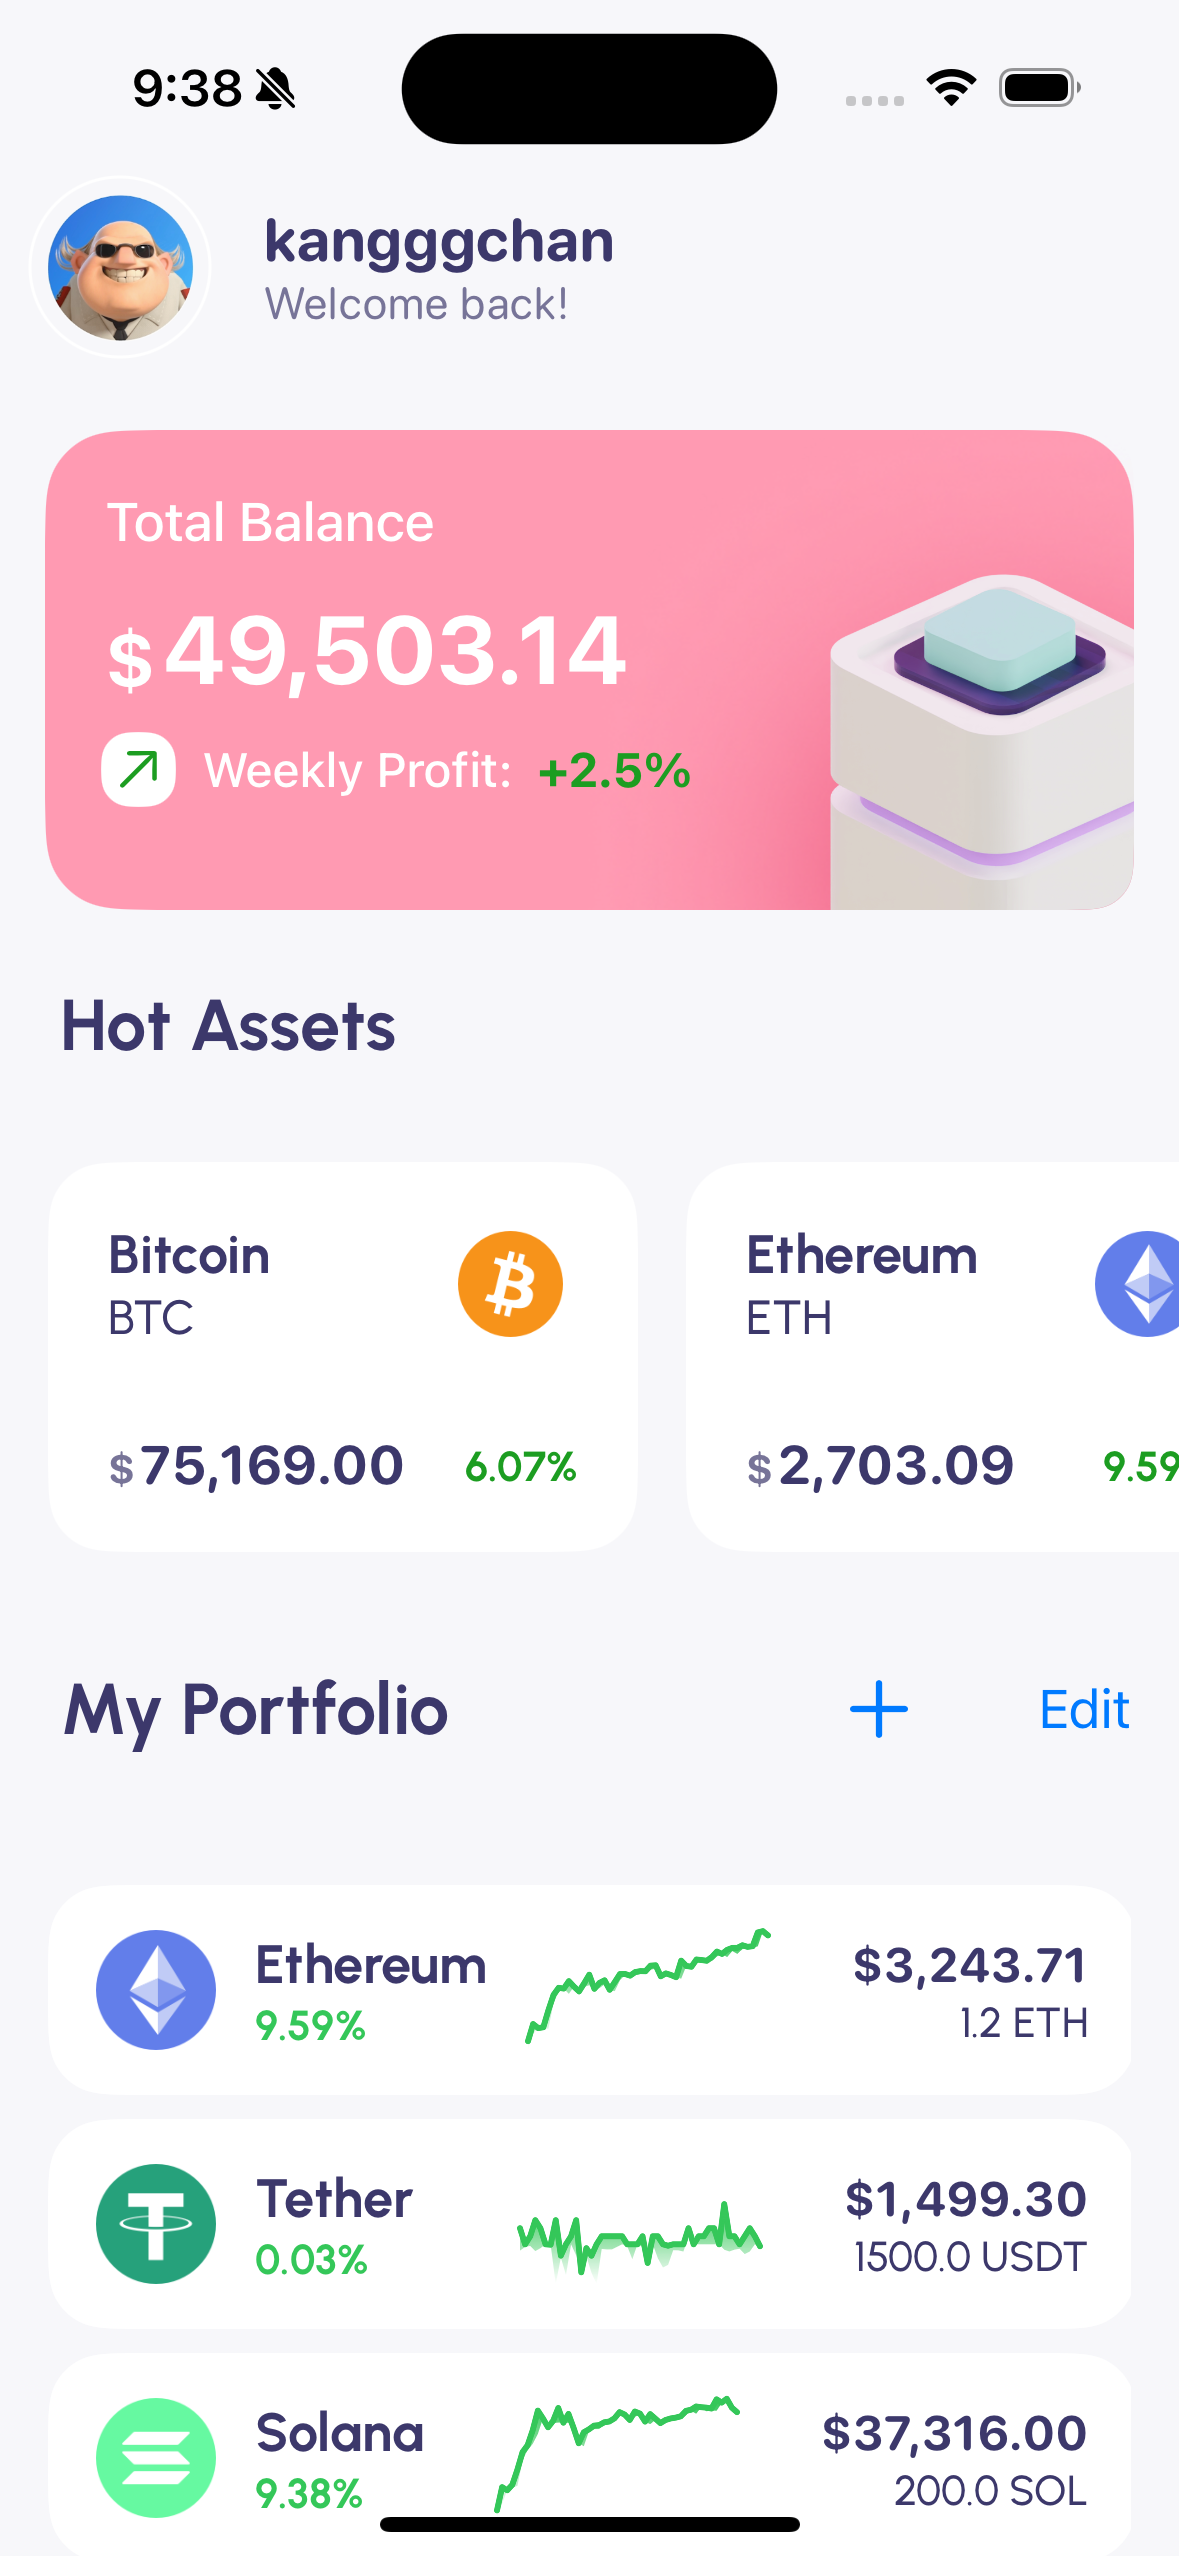 9:38
kangggchan
Welcome back!
Total Balance
$49,503.14
Weekly Profit: +2.5%
Hot Assets
Bitcoin
BTC
$75,169.00 6.07%
Ethereum
ETH
$2,703.09 9.59
My Portfolio
Edit
Ethereum
9.59%
$3,243.71
1.2 ETH
Tether
0.03%
$1,499.30
1500.0 USDT
Solana
9.38%
$37,316.00
200.0 SOL